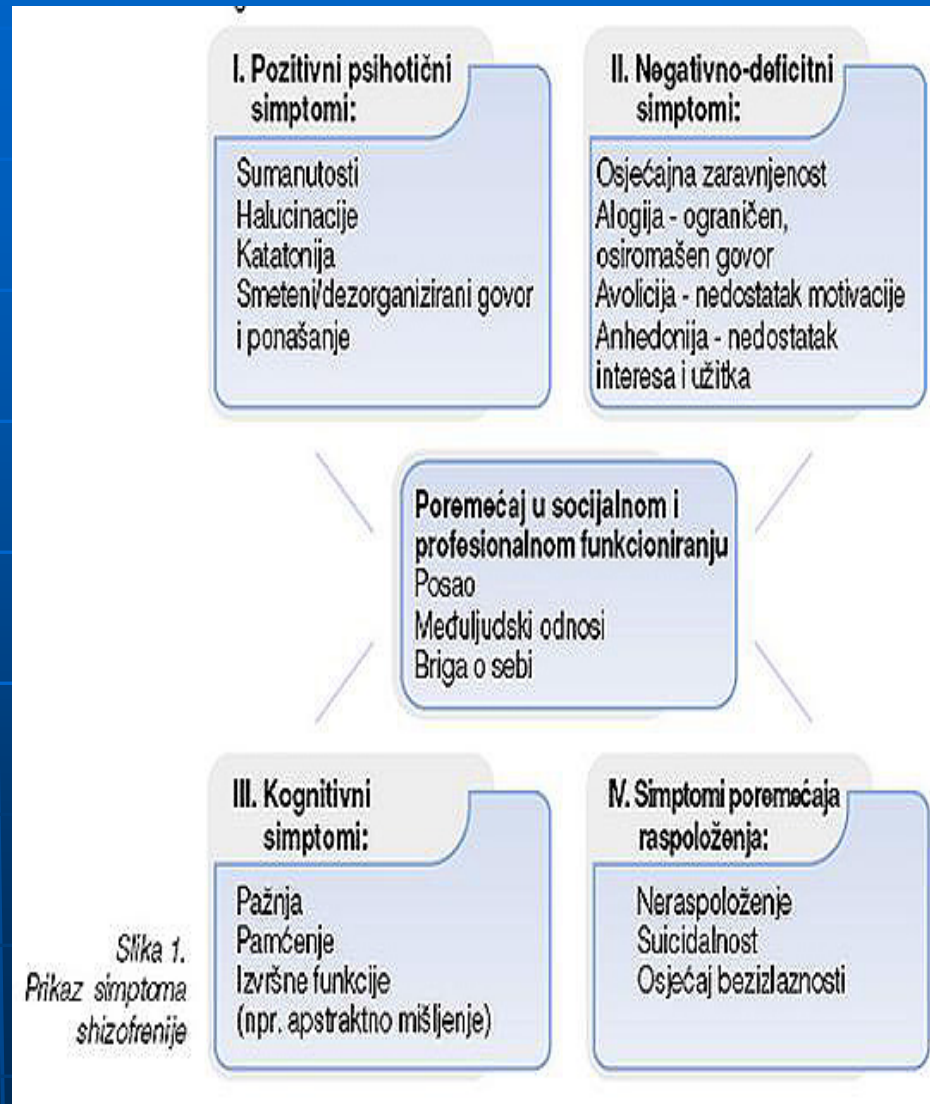 I. Pozitivni psihotični
simptomi:
Sumanutosti
Halucinacije
Katatonija
Smeteni/dezorganizirani govor
i ponašanje
II. Negativno-deficitni
simptomi:
Osjećajna zaravnjenost
Alogija - ograničen,
osiromašen govor
Avolicija - nedostatak motivacije
Anhedonija - nedostatak
interesa i užitka
Poremećaj u socijalnom i
profesionalnom funkcioniranju
Posao
Međuljudski odnosi
Briga o sebi
III. Kognitivni
simptomi:
Pažnja
Pamćenje
Izvršne funkcije
(npr. apstraktno mišljenje)
IV. Simptomi poremećaja
raspoloženja:
Neraspoloženje
Suicidalnost
Osjećaj bezizlaznosti
Slika 1.
Prikaz simptoma
shizofrenije